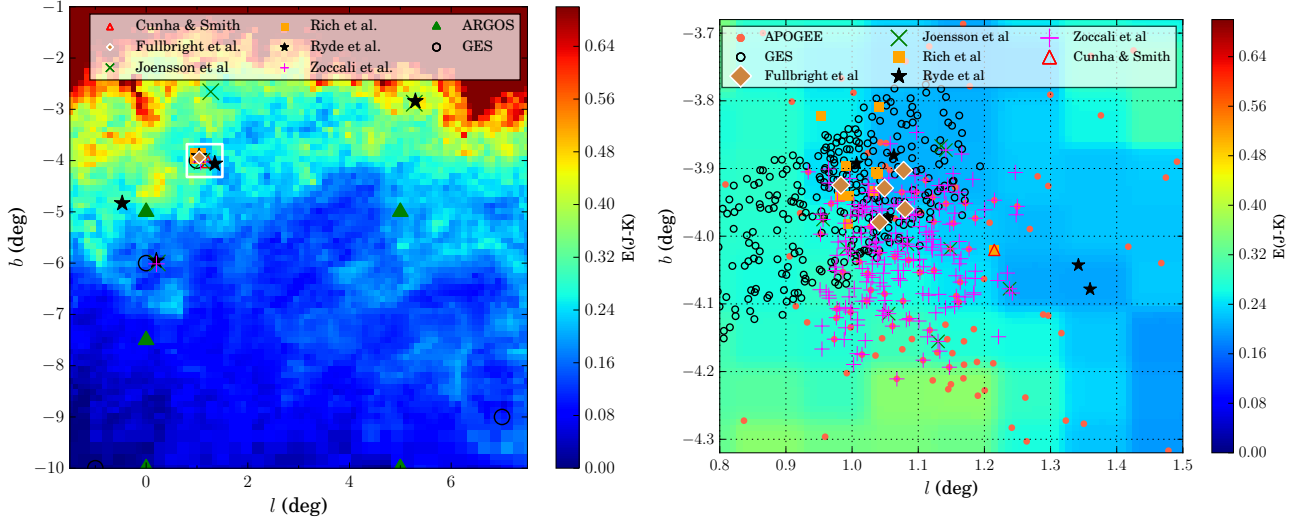 Cunha & Smith
Fullbright et al.
Joensson et al
Rich et al.
Ryde et al.
Zoccali et al.
ARGOS
GES
−1
−2
−3
−4
−5
−6
−7
−8
−9
−10
b (deg)
0
2
4
6
l (deg)
0.64
0.56
0.48
0.40
0.32
0.24
0.16
0.08
0.00
E(J-K)
APOGEE
GES
Fullbright et al
Joensson et al
Rich et al
Ryde et al
Zoccali et al
Cunha & Smith
−3.7
−3.8
−3.9
−4.0
−4.1
−4.2
−4.3
b (deg)
0.8
0.9
1.0
1.1
1.2
1.3
1.4
1.5
l (deg)
0.64
0.56
0.48
0.40
0.32
0.24
0.16
0.08
0.00
E(J-K)